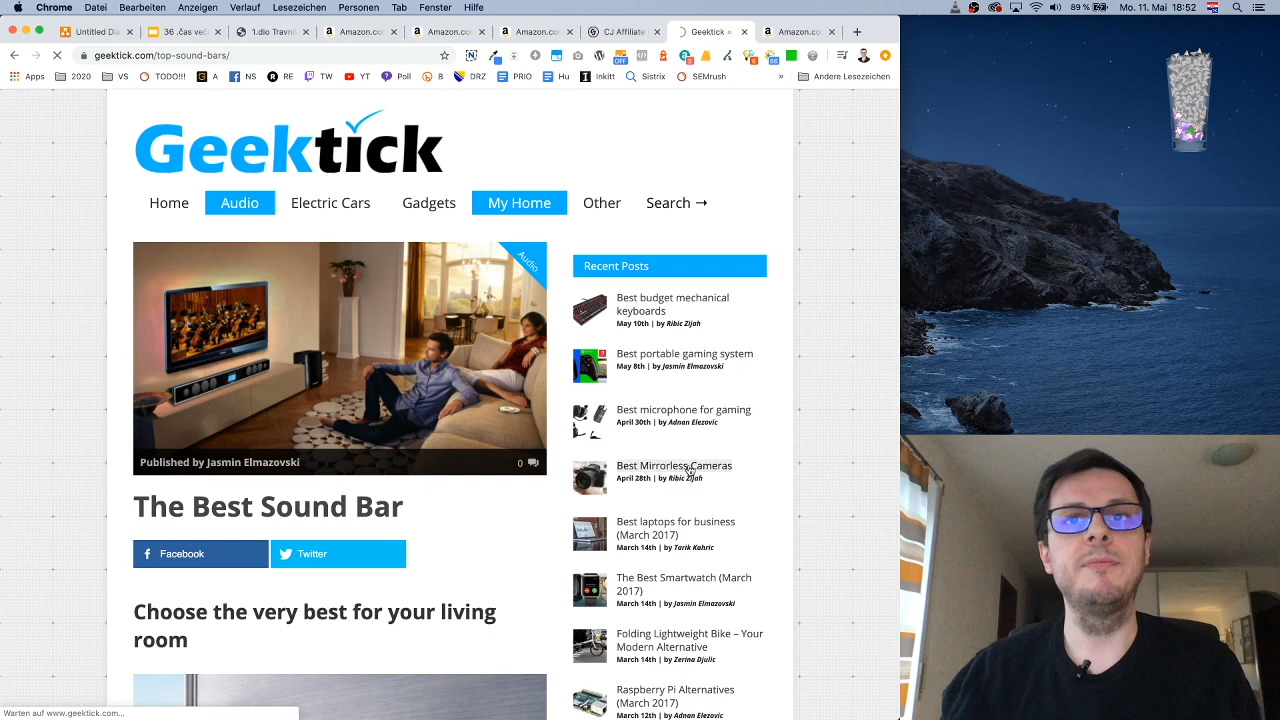 Chrome Datei Bearbeiten Anzeigen Verlauf Lesezeichen Personen Tab Fenster Hilfe
89 % Mo. 11. Mai 18:52
Untitled Dia
36 .čas več
1.dio Travni
Amazon.co
Amazon.co
Amazon.co
CJ Affiliate
Geektick »
Amazon.co
geektick.com/top-sound-bars/
OFF
Apps 2020 VS TODO!!! A NS RE TW YT Poll B DRZ PRIO Hu Inkitt Sistrix SEMrush » Andere Lesezeichen
Geektick
Home Audio Electric Cars Gadgets My Home Other Search →
Audio
Published by Jasmin Elmazovski 0
The Best Sound Bar
Facebook Twitter
Choose the very best for your living
room
Recent Posts
Best budget mechanical
keyboards
May 10th | by Ribic Zijah
Best portable gaming system
May 8th | by Jasmin Elmazovski
Best microphone for gaming
April 30th | by Adnan Elezovic
Best Mirrorless Cameras
April 28th | by Ribic Zijah
Best laptops for business
(March 2017)
March 14th | by Tarik Kahric
The Best Smartwatch (March
2017)
March 14th | by Jasmin Elmazovski
Folding Lightweight Bike – Your
Modern Alternative
March 14th | by Zerina Djulic
Raspberry Pi Alternatives
(March 2017)
March 12th | by Adnan Elezovic
Warten auf www.geektick.com...